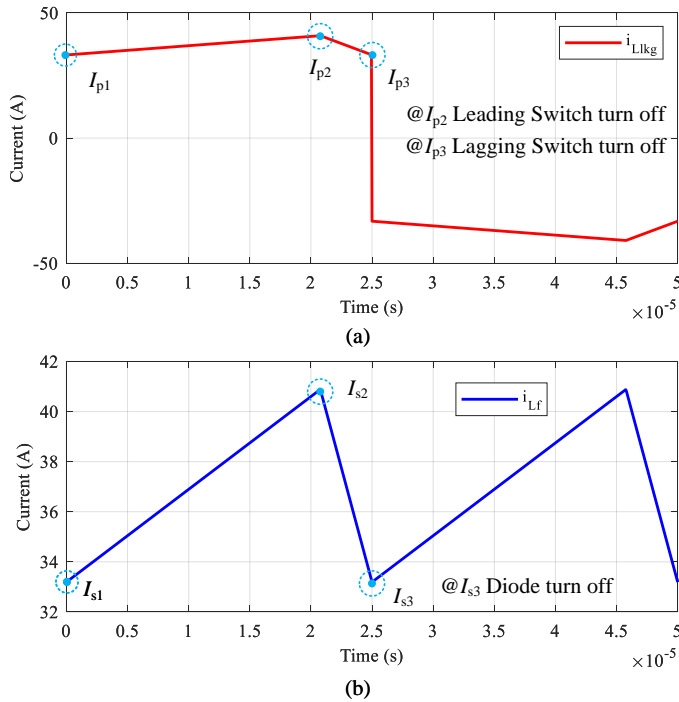 50
i_Llkg
I_p1
I_p2
I_p3
@I_p2 Leading Switch turn off
@I_p3 Lagging Switch turn off
Current (A)
0
-50
0 0.5 1 1.5 2 2.5 3 3.5 4 4.5 5
Time (s)
×10^-5
(a)
42
I_s2
i_Lf
40
38
Current (A)
36
34
I_s1
I_s3
@I_s3 Diode turn off
32
0 0.5 1 1.5 2 2.5 3 3.5 4 4.5 5
Time (s)
×10^-5
(b)